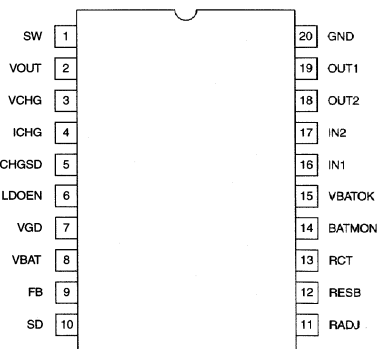 SW 1 20 GND
VOUT 2 19 OUT1
VCHG 3 18 OUT2
ICHG 4 17 IN2
CHGSD 5 16 IN1
LDOEN 6 15 VBATOK
VGD 7 14 BATMON
VBAT 8 13 RCT
FB 9 12 RESB
SD 10 11 RADJ